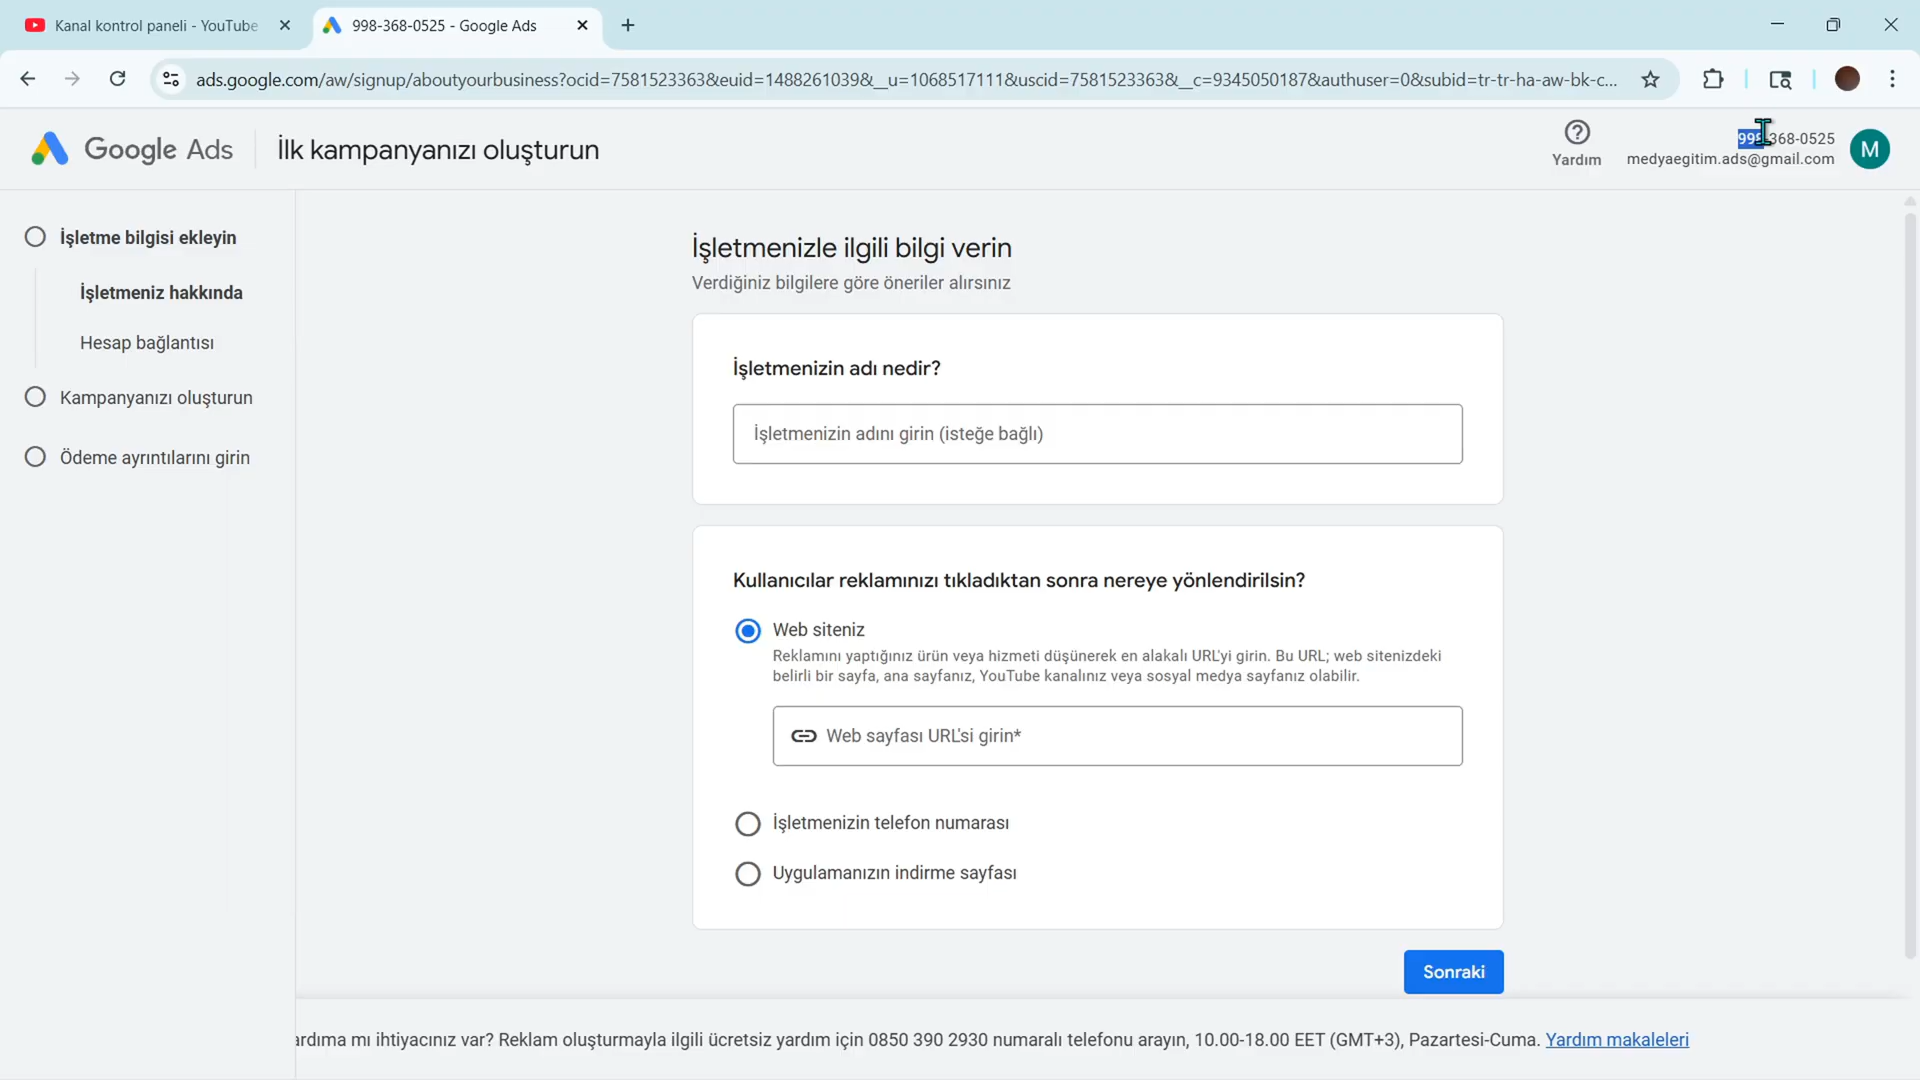 Kanal kontrol paneli - YouTube
998-368-0525 - Google Ads
ads.google.com/aw/signup/aboutyourbusiness?ocid=7581523363&euid=1488261039&__u=1068517111&uscid=7581523363&__c=9345050187&authuser=0&subid=tr-tr-ha-aw-bk-c...
Google Ads
İlk kampanyanızı oluşturun
Yardım
998-368-0525
medyaegitim.ads@gmail.com
M
İşletme bilgisi ekleyin
İşletmeniz hakkında
Hesap bağlantısı
Kampanyanızı oluşturun
Ödeme ayrıntılarını girin
İşletmenizle ilgili bilgi verin
Verdiğiniz bilgilere göre öneriler alırsınız
İşletmenizin adı nedir?
İşletmenizin adını girin (isteğe bağlı)
Kullanıcılar reklamınızı tıkladıktan sonra nereye yönlendirilsin?
Web siteniz
Reklamını yaptığınız ürün veya hizmeti düşünerek en alakalı URL'yi girin. Bu URL; web sitenizdeki
belirli bir sayfa, ana sayfanız, YouTube kanalınız veya sosyal medya sayfanız olabilir.
Web sayfası URL'si girin*
İşletmenizin telefon numarası
Uygulamanızın indirme sayfası
Sonraki
ardıma mı ihtiyacınız var? Reklam oluşturmayla ilgili ücretsiz yardım için 0850 390 2930 numaralı telefonu arayın, 10.00-18.00 EET (GMT+3), Pazartesi-Cuma. Yardım makaleleri